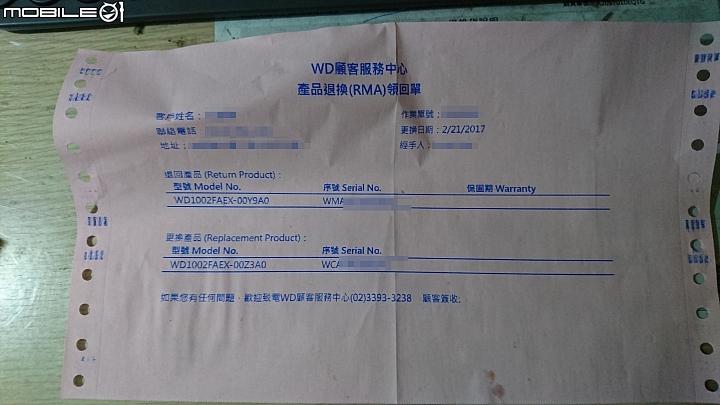 MOBILE01
WD顧客服務中心
產品退換(RMA)領回單
客戶姓名：
作業單號：
聯絡電話
更換日期：2/21/2017
地址：
經手人：
退回產品 (Return Product)：
型號 Model No. 序號 Serial No. 保固期 Warranty
WD1002FAEX-00Y9A0 WMA
更換產品 (Replacement Product)：
型號 Model No. 序號 Serial No.
WD1002FAEX-00Z3A0 WCA
如果您有任何問題，歡迎致電WD顧客服務中心(02)3393-3238 顧客簽收: